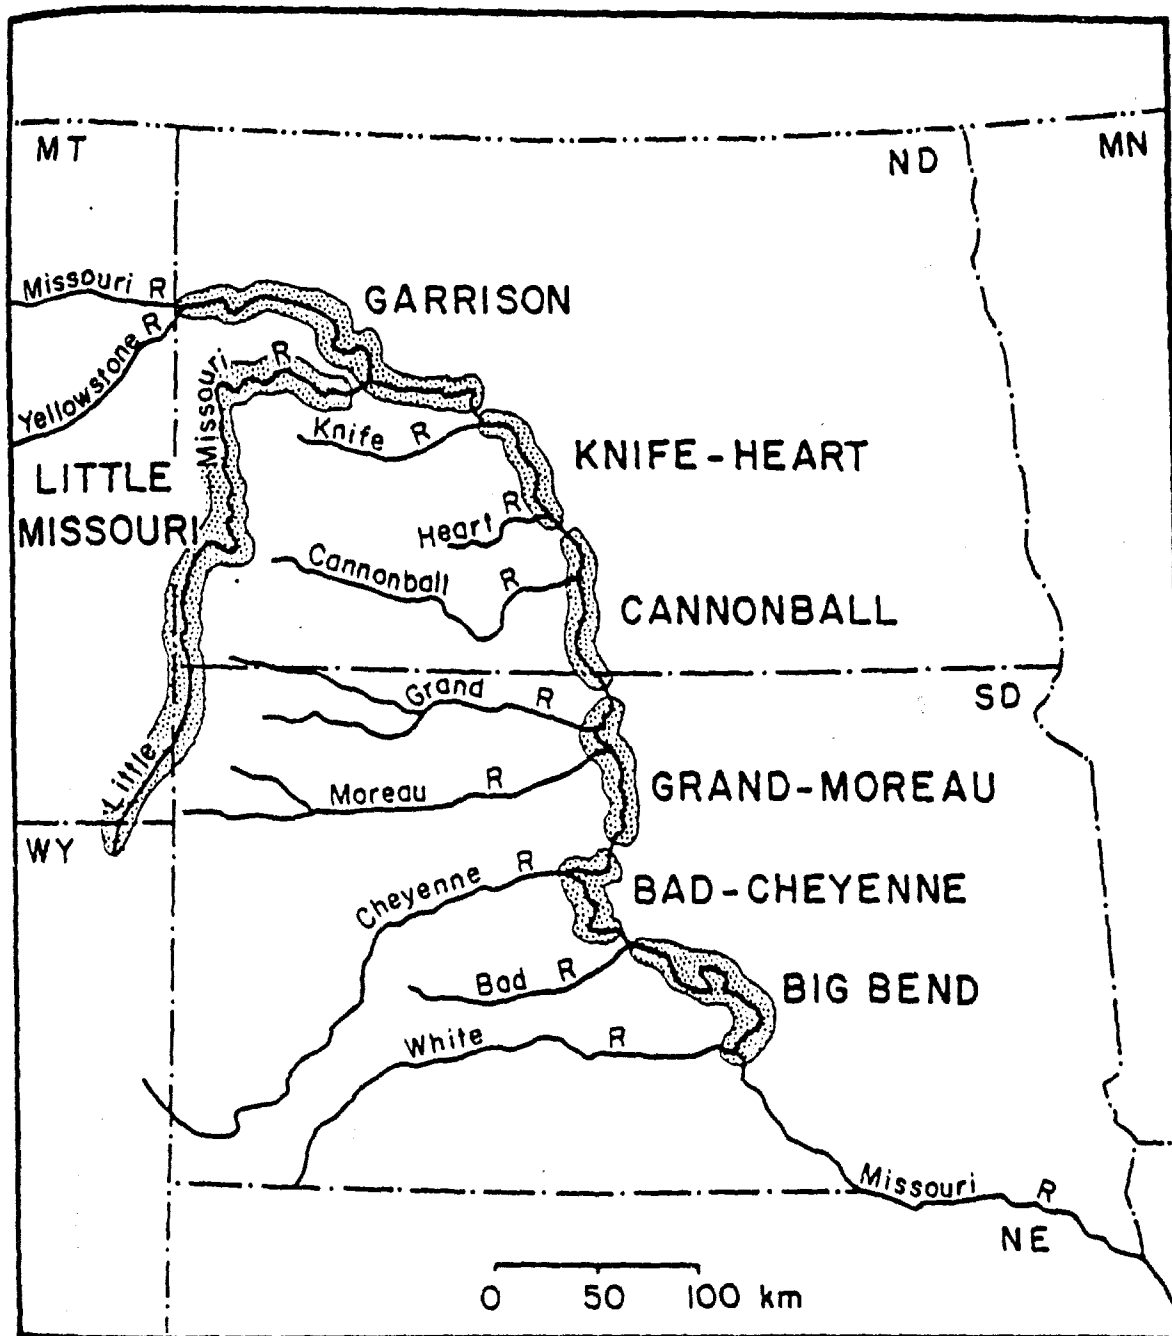 MT
ND
MN
Missouri R
GARRISON
Yellowstone R
Little Missouri R
Knife R
KNIFE-HEART
LITTLE
MISSOURI
Heart R
Cannonball R
CANNONBALL
Grand R
SD
Moreau R
GRAND-MOREAU
WY
Cheyenne R
BAD-CHEYENNE
Bad R
BIG BEND
White R
Missouri R
NE
0 50 100 km